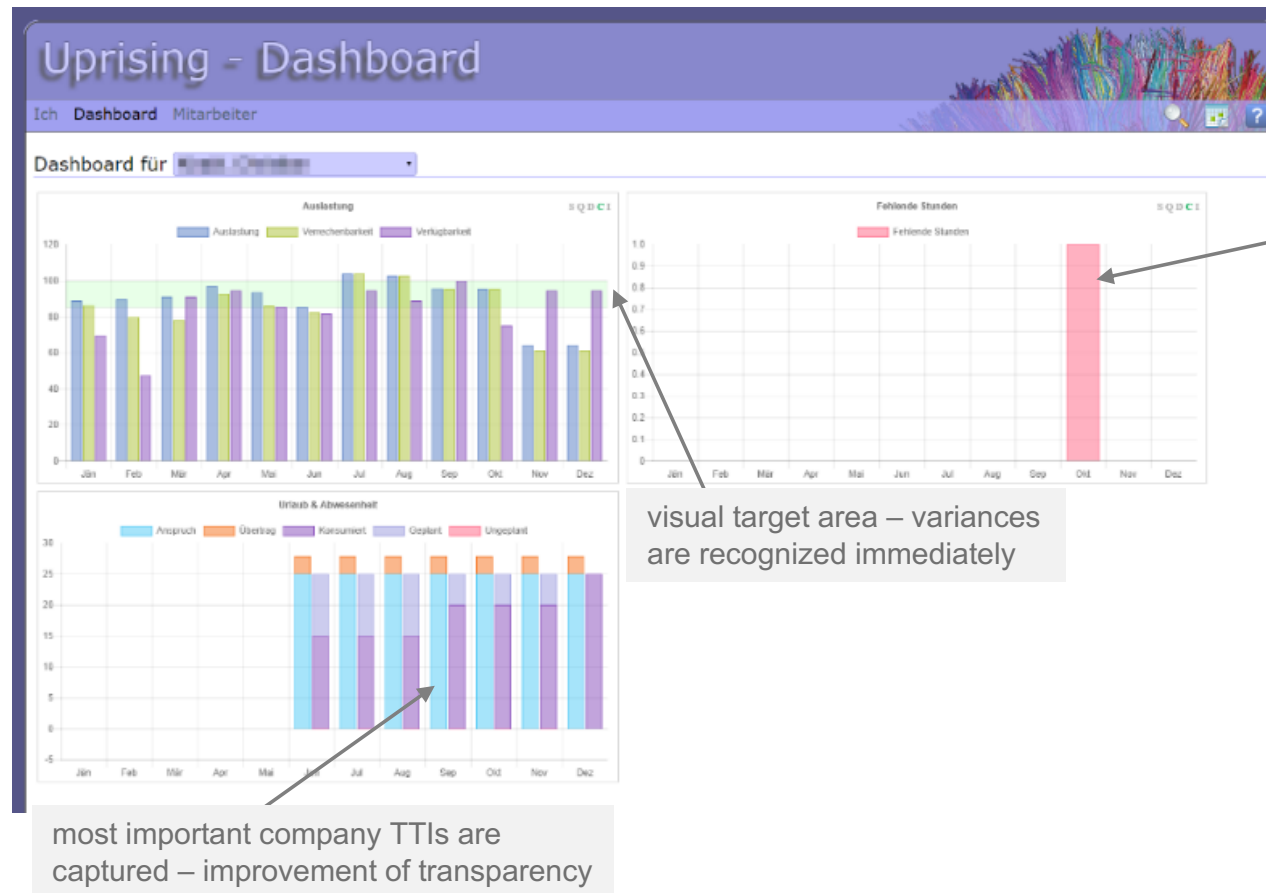 Uprising - Dashboard
Ich Dashboard Mitarbeiter
?
Dashboard für
Auslastung
S Q D C I
Auslastung Verrechenbarkeit Verfügbarkeit
120
100
80
60
40
20
0
Jän Feb Mär Apr Mai Jun Jul Aug Sep Okt Nov Dez
Fehlende Stunden
S Q D C I
Fehlende Stunden
1.0
0.9
0.8
0.7
0.6
0.5
0.4
0.3
0.2
0.1
0
Jän Feb Mär Apr Mai Jun Jul Aug Sep Okt Nov Dez
visual target area – variances
are recognized immediately
Urlaub & Abwesenheit
Anspruch Übertrag Konsumiert Geplant Ungeplant
30
25
20
15
10
5
0
-5
Jän Feb Mär Apr Mai Jun Jul Aug Sep Okt Nov Dez
most important company TTIs are
captured – improvement of transparency